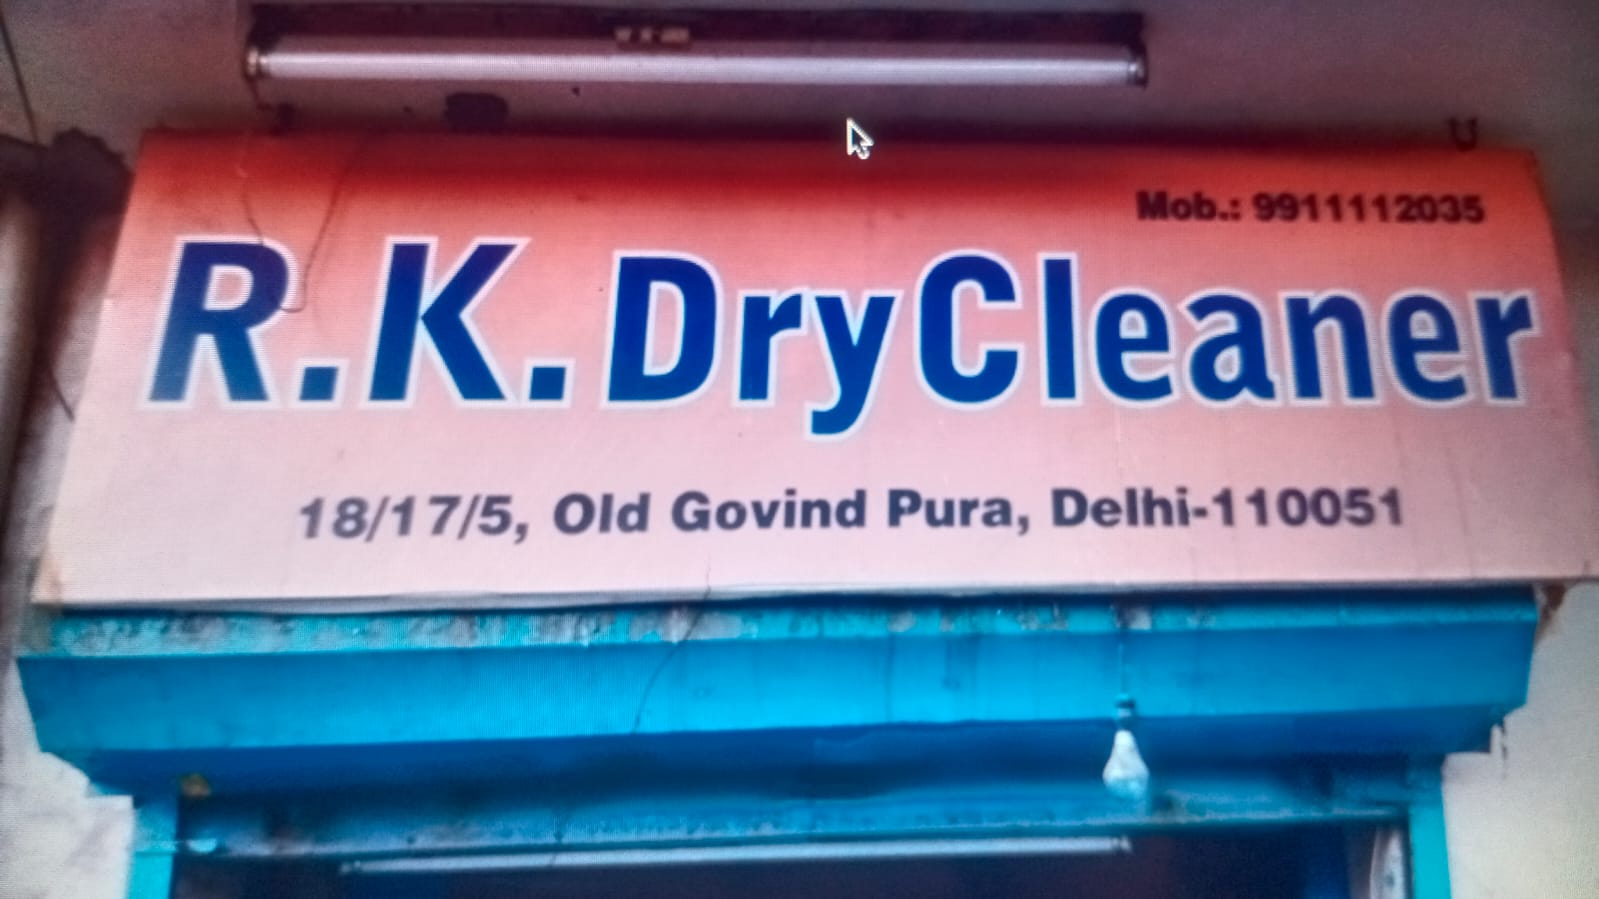 Mob.: 9911112035
R.K. DryCleaner
18/17/5, Old Govind Pura, Delhi-110051